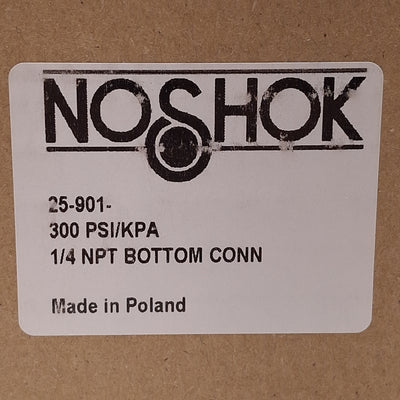 NOSHOK
25-901-
300 PSI/KPA
1/4 NPT BOTTOM CONN
Made in Poland